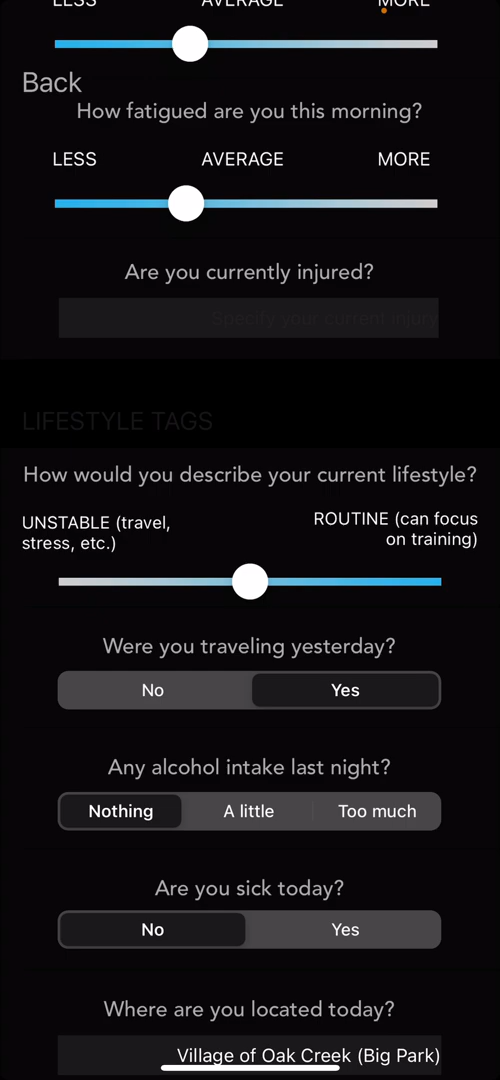 LESS AVERAGE MORE
Back
How fatigued are you this morning?
LESS AVERAGE MORE
Are you currently injured?
Specify your current injury
LIFESTYLE TAGS
How would you describe your current lifestyle?
UNSTABLE (travel,
stress, etc.)
ROUTINE (can focus
on training)
Were you traveling yesterday?
No Yes
Any alcohol intake last night?
Nothing A little Too much
Are you sick today?
No Yes
Where are you located today?
Village of Oak Creek (Big Park)